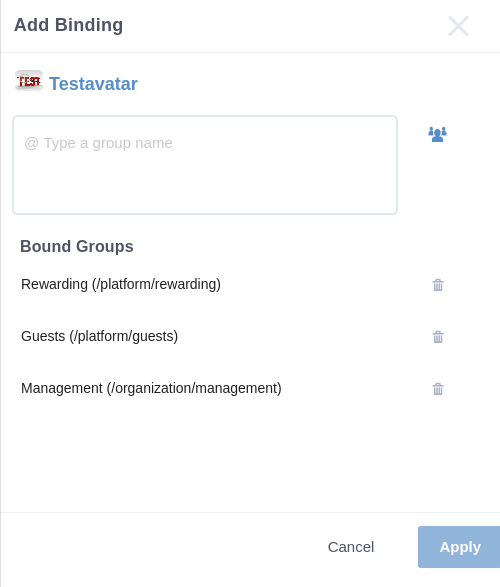 Add Binding
TEST
Testavatar
@ Type a group name
Bound Groups
Rewarding (/platform/rewarding)
Guests (/platform/guests)
Management (/organization/management)
Cancel
Apply